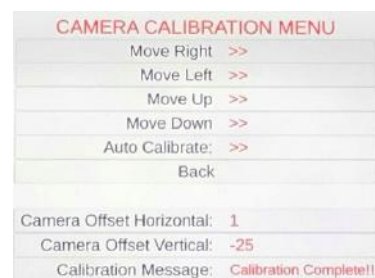 CAMERA CALIBRATION MENU
Move Right >>
Move Left >>
Move Up >>
Move Down >>
Auto Calibrate: >>
Back
Camera Offset Horizontal: 1
Camera Offset Vertical: -25
Calibration Message: Calibration Complete!!